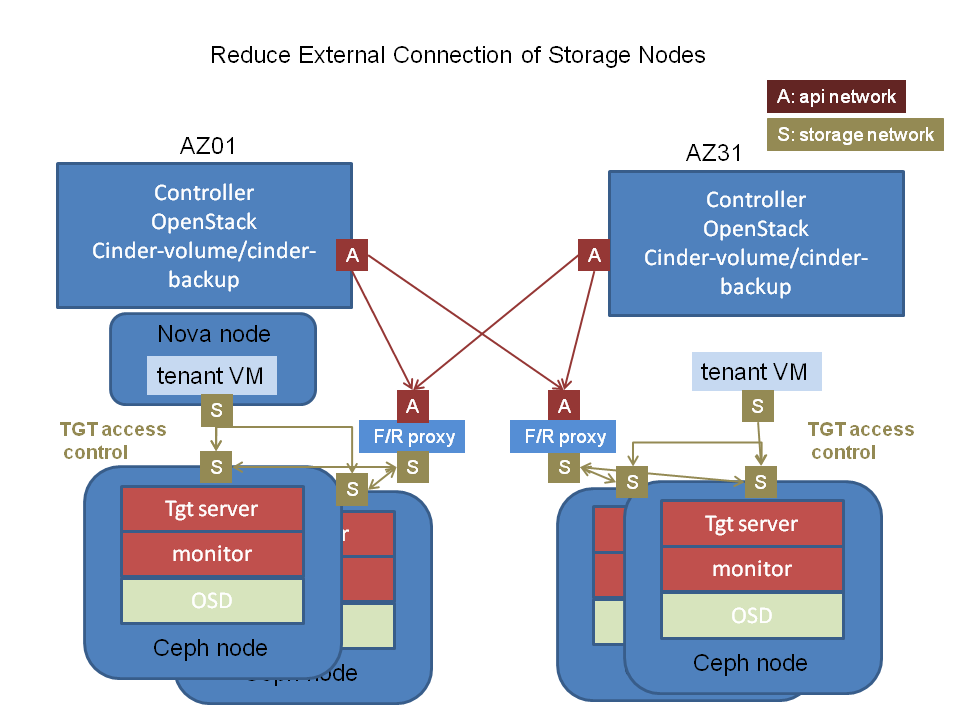 Reduce External Connection of Storage Nodes
A: api network
S: storage network
AZ01
AZ31
Controller
OpenStack
Cinder-volume/cinder-
backup
A
Controller
OpenStack
Cinder-volume/cinder-
backup
A
Nova node
tenant VM
S
tenant VM
S
A
F/R proxy
S
A
F/R proxy
S
TGT access
control
TGT access
control
S
S
S
S
Tgt server
monitor
OSD
Ceph node
r
Ceph node
Tgt server
monitor
OSD
Ceph node